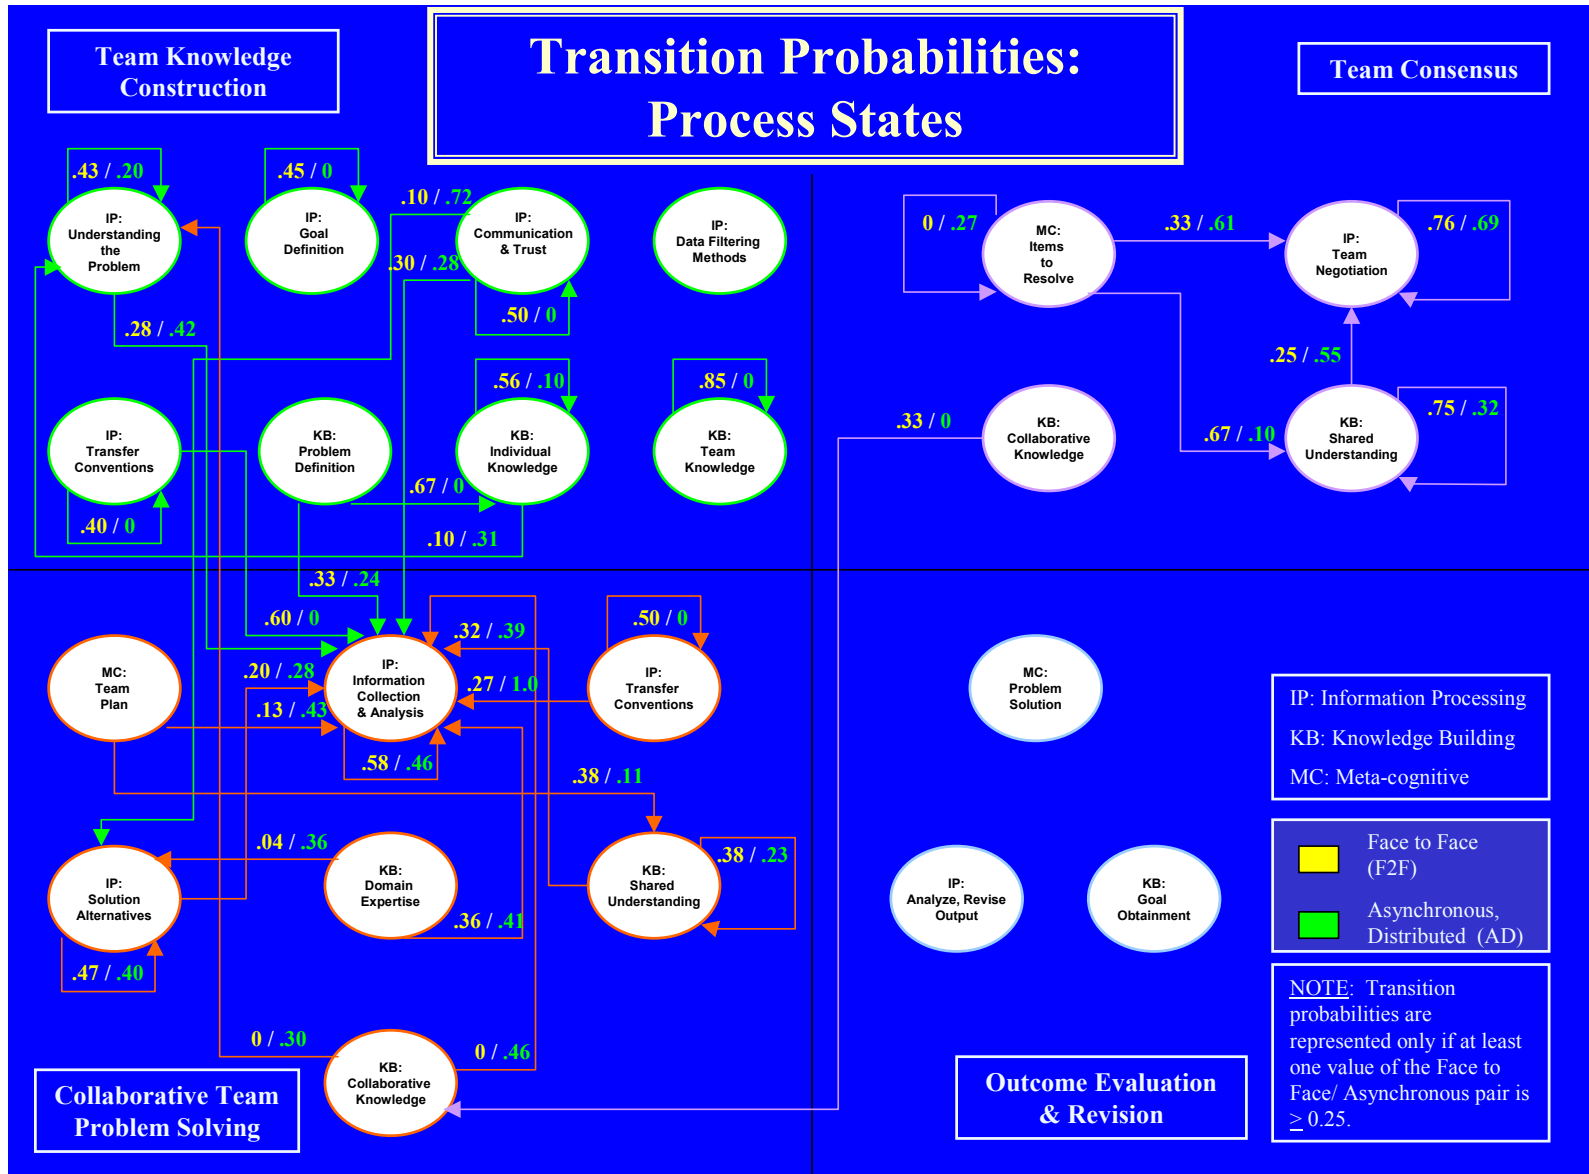 Team Knowledge
Construction
Transition Probabilities:
Process States
Team Consensus
.43 / .20
.45 / 0
.10 / .72
IP:
Understanding
the
Problem
IP:
Goal
Definition
IP:
Communication
& Trust
IP:
Data Filtering
Methods
.30 / .28
.50 / 0
.28 / .42
0 / .27
MC:
Items
to
Resolve
.33 / .61
IP:
Team
Negotiation
.76 / .69
.25 / .55
.56 / .10
.85 / 0
IP:
Transfer
Conventions
KB:
Problem
Definition
KB:
Individual
Knowledge
KB:
Team
Knowledge
.33 / 0
KB:
Collaborative
Knowledge
.67 / .10
KB:
Shared
Understanding
.75 / .32
.67 / 0
.40 / 0
.10 / .31
.33 / .24
.60 / 0
.32 / .39
.50 / 0
MC:
Team
Plan
.20 / .28
.13 / .43
IP:
Information
Collection
& Analysis
.27 / 1.0
IP:
Transfer
Conventions
.58 / .46
.38 / .11
MC:
Problem
Solution
IP: Information Processing
KB: Knowledge Building
MC: Meta-cognitive
.04 / .36
IP:
Solution
Alternatives
KB:
Domain
Expertise
KB:
Shared
Understanding
.38 / .23
.36 / .41
.47 / .40
IP:
Analyze, Revise
Output
KB:
Goal
Obtainment
Face to Face
(F2F)
Asynchronous,
Distributed (AD)
0 / .30
0 / .46
KB:
Collaborative
Knowledge
Collaborative Team
Problem Solving
Outcome Evaluation
& Revision
NOTE: Transition
probabilities are
represented only if at least
one value of the Face to
Face/ Asynchronous pair is
≥ 0.25.